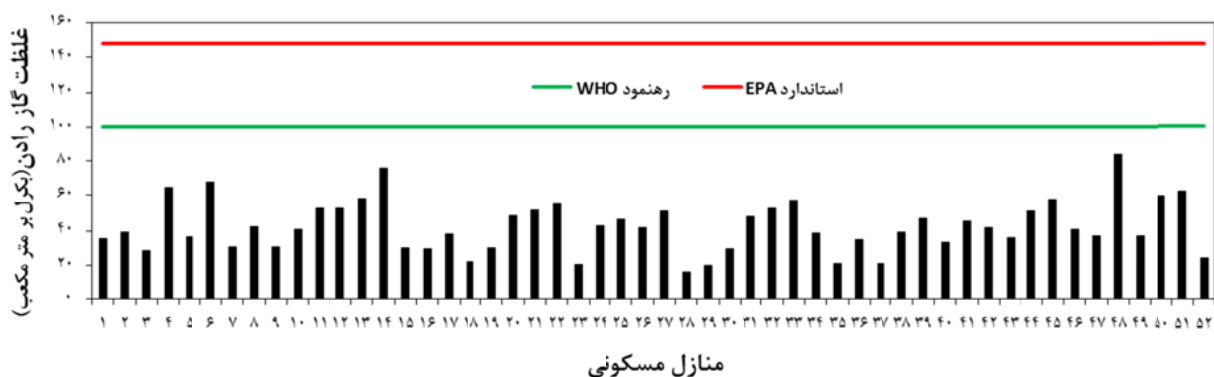 غلظت گاز رادن(بکرل بر متر مکعب)
۱۶۰
۱۴۰
۱۲۰
۱۰۰
۸۰
۶۰
۴۰
۲۰
۰
رهنمود WHO
استاندارد EPA
۱ ۲ ۳ ۴ ۵ ۶ ۷ ۸ ۹ ۱۰ ۱۱ ۱۲ ۱۳ ۱۴ ۱۵ ۱۶ ۱۷ ۱۸ ۱۹ ۲۰ ۲۱ ۲۲ ۲۳ ۲۴ ۲۵ ۲۶ ۲۷ ۲۸ ۲۹ ۳۰ ۳۱ ۳۲ ۳۳ ۳۴ ۳۵ ۳۶ ۳۷ ۳۸ ۳۹ ۴۰ ۴۱ ۴۲ ۴۳ ۴۴ ۴۵ ۴۶ ۴۷ ۴۸ ۴۹ ۵۰ ۵۱ ۵۲
منازل مسکونی